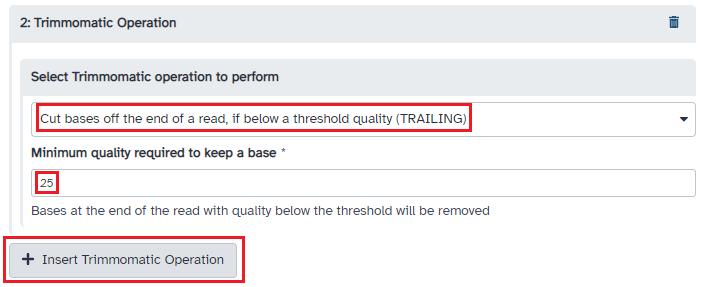 2: Trimmomatic Operation
Select Trimmomatic operation to perform
Cut bases off the end of a read, if below a threshold quality (TRAILING)
Minimum quality required to keep a base *
25
Bases at the end of the read with quality below the threshold will be removed
+ Insert Trimmomatic Operation